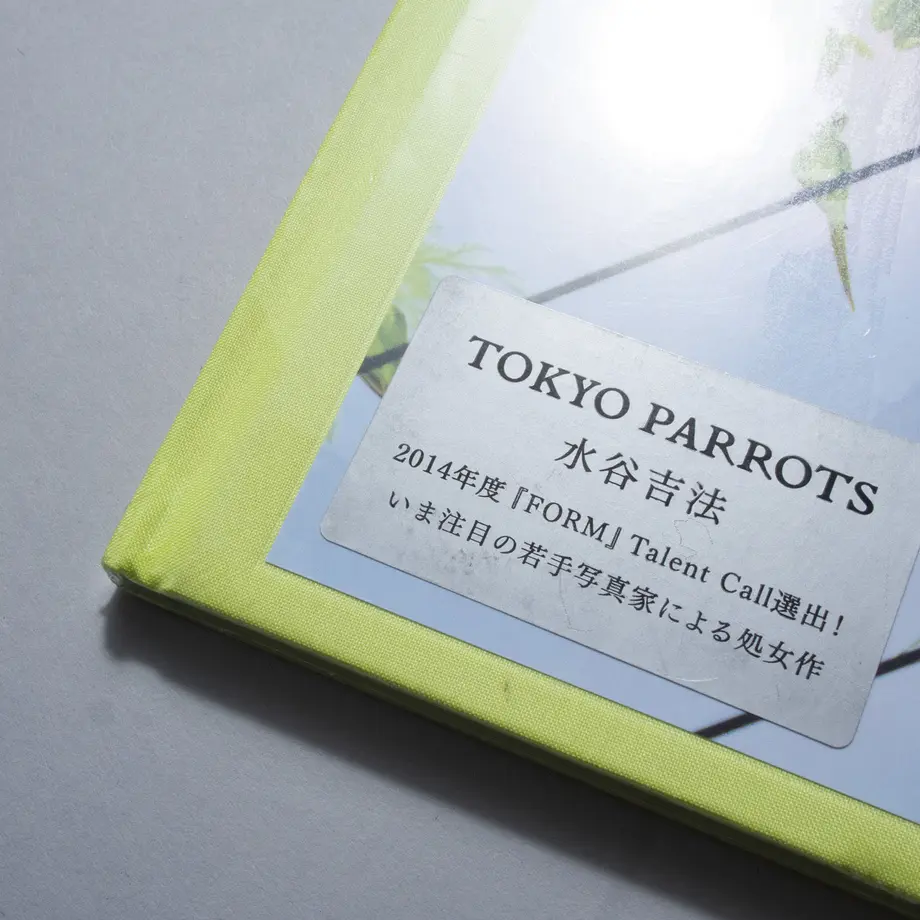 TOKYO PARROTS
水谷吉法
2014年度『FORM』Talent Call選出！
いま注目の若手写真家による処女作